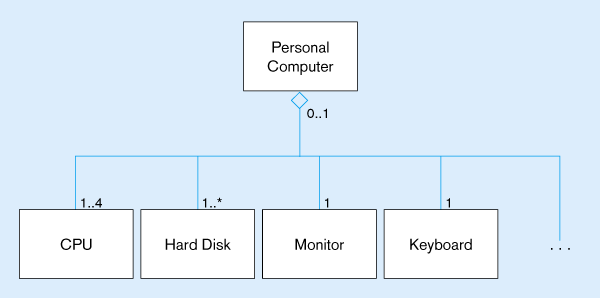 Personal
Computer
0..1
1..4
1..*
1
1
CPU
Hard Disk
Monitor
Keyboard
. . .